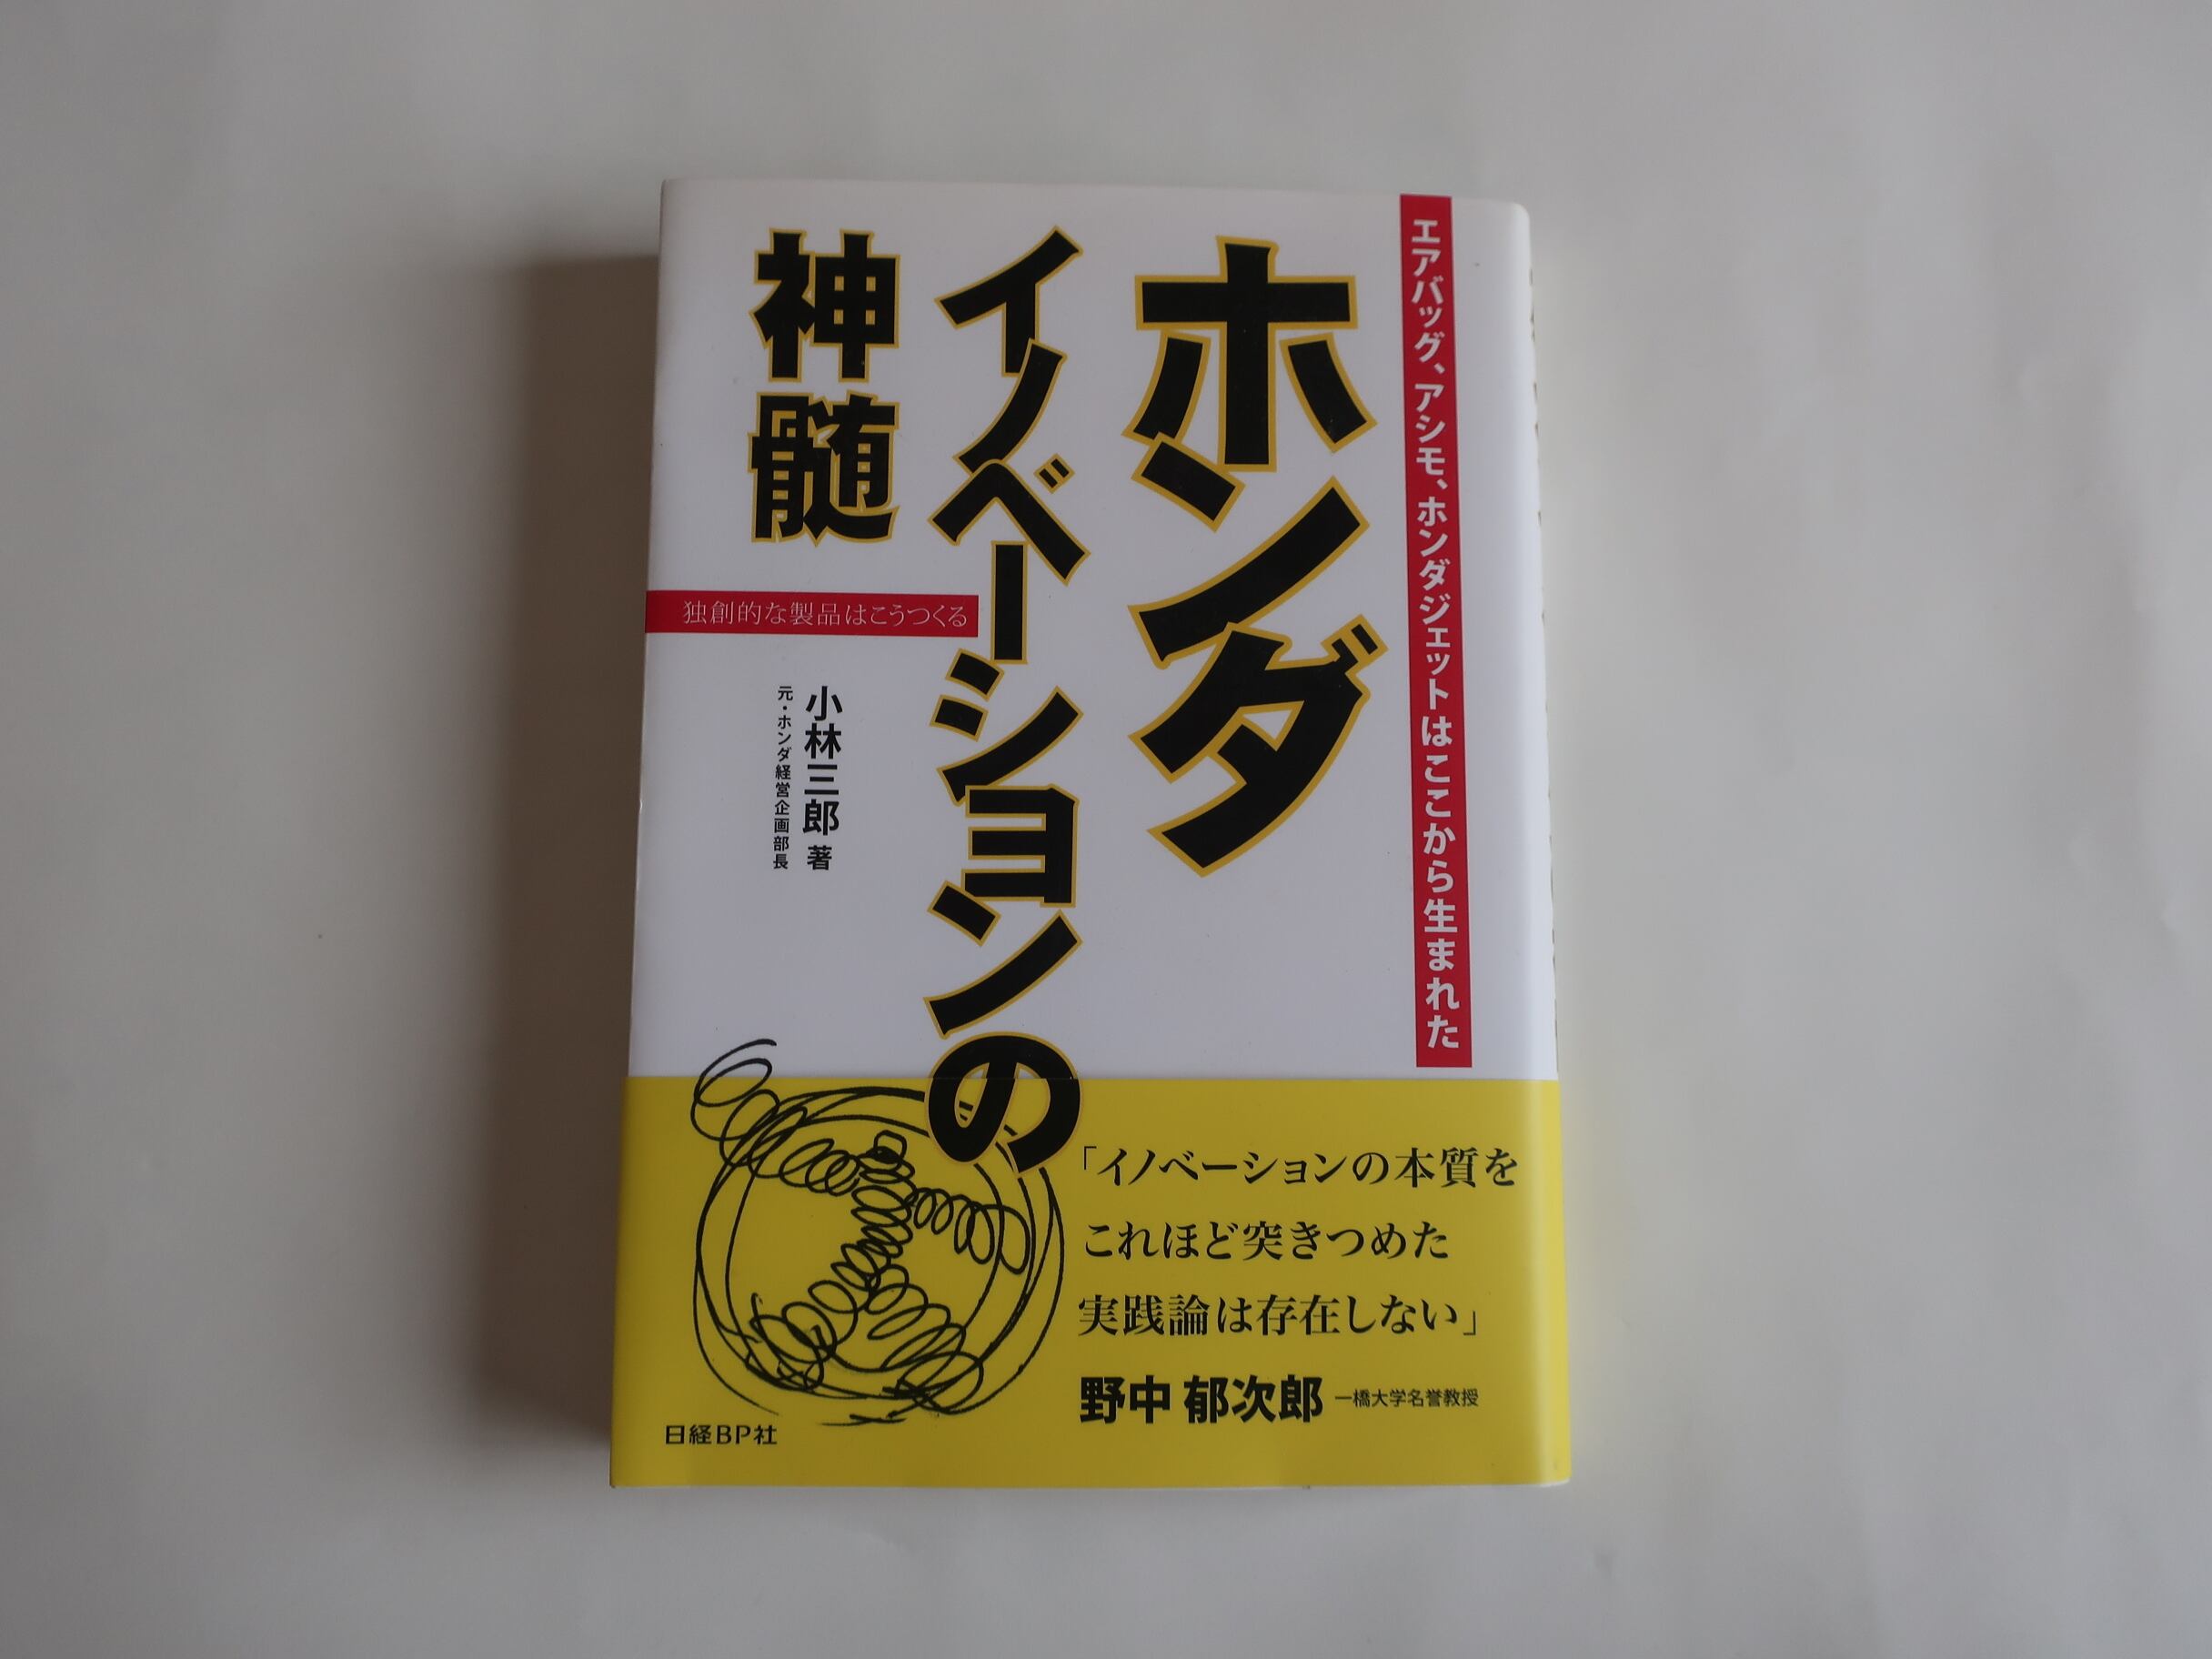 エアバッグ、アシモ、ホンダジェットはここから生まれた
ホンダ
イノベーションの
神髄
独創的な製品はこうつくる
小林三郎 著
元・ホンダ経営企画部長
「イノベーションの本質を
これほど突きつめた
実践論は存在しない」
野中 郁次郎 一橋大学名誉教授
日経BP社